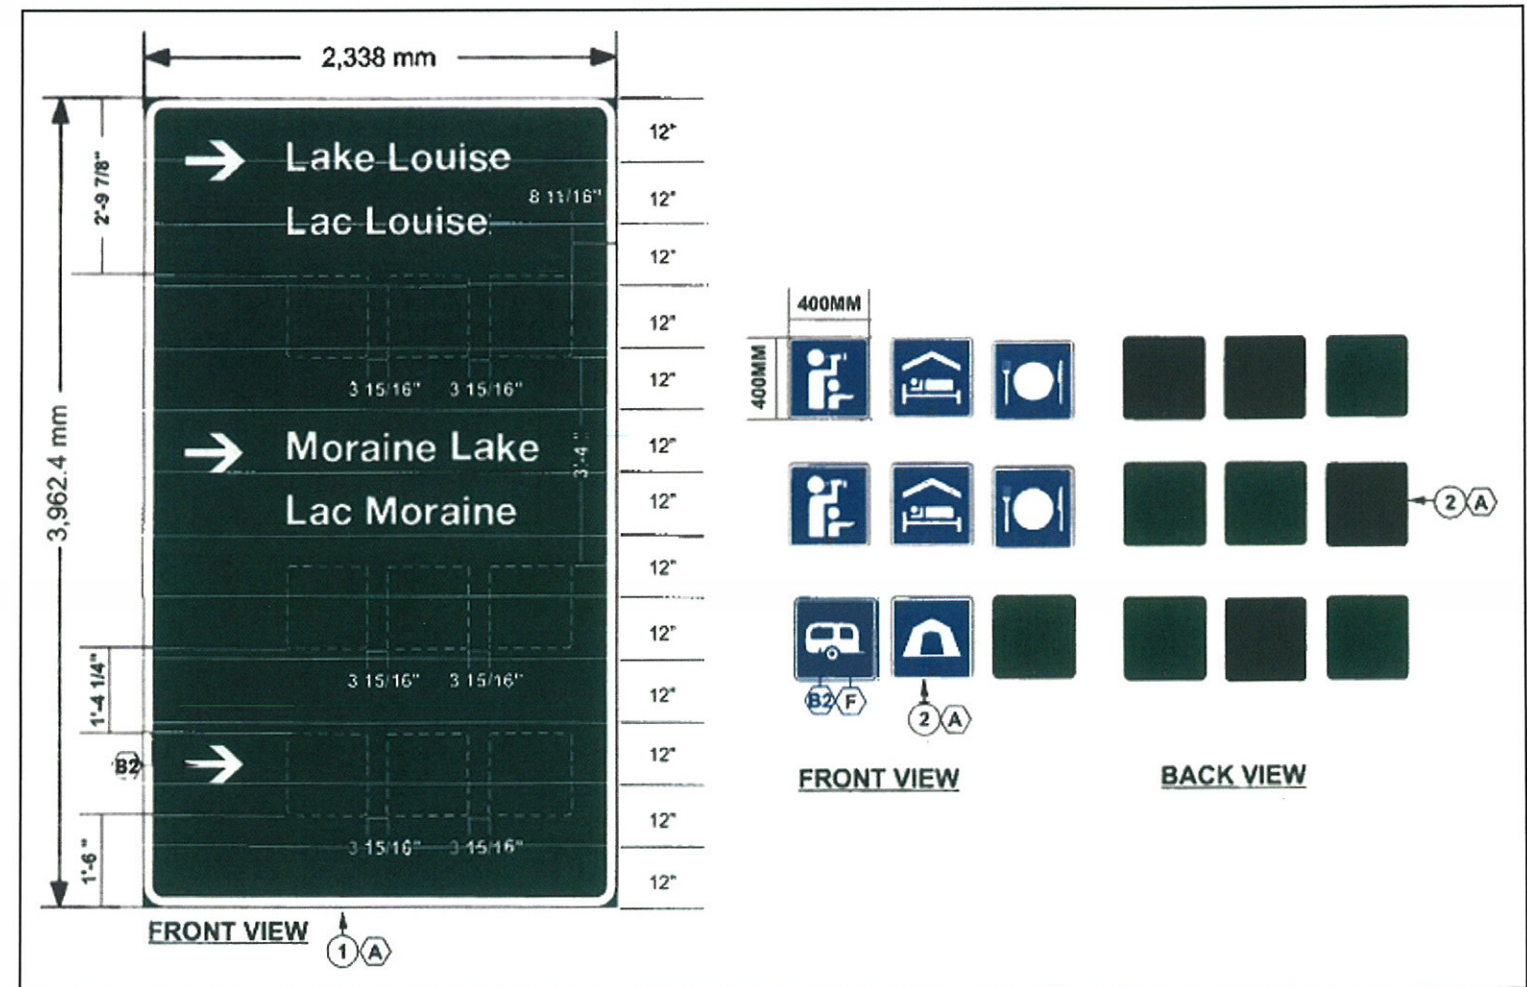 2,338 mm
3,962.4 mm
2'-9 7/8"
Lake Louise
Lac Louise
8 11/16"
3 15/16" 3 15/16"
Moraine Lake
Lac Moraine
3'-4"
3 15/16" 3 15/16"
1'-4 1/4"
B2
3 15/16" 3 15/16"
1'-6"
12"
12"
12"
12"
12"
12"
12"
12"
12"
12"
12"
12"
12"
FRONT VIEW
1 A
400MM
400MM
2 A
B2 F
2 A
FRONT VIEW
BACK VIEW